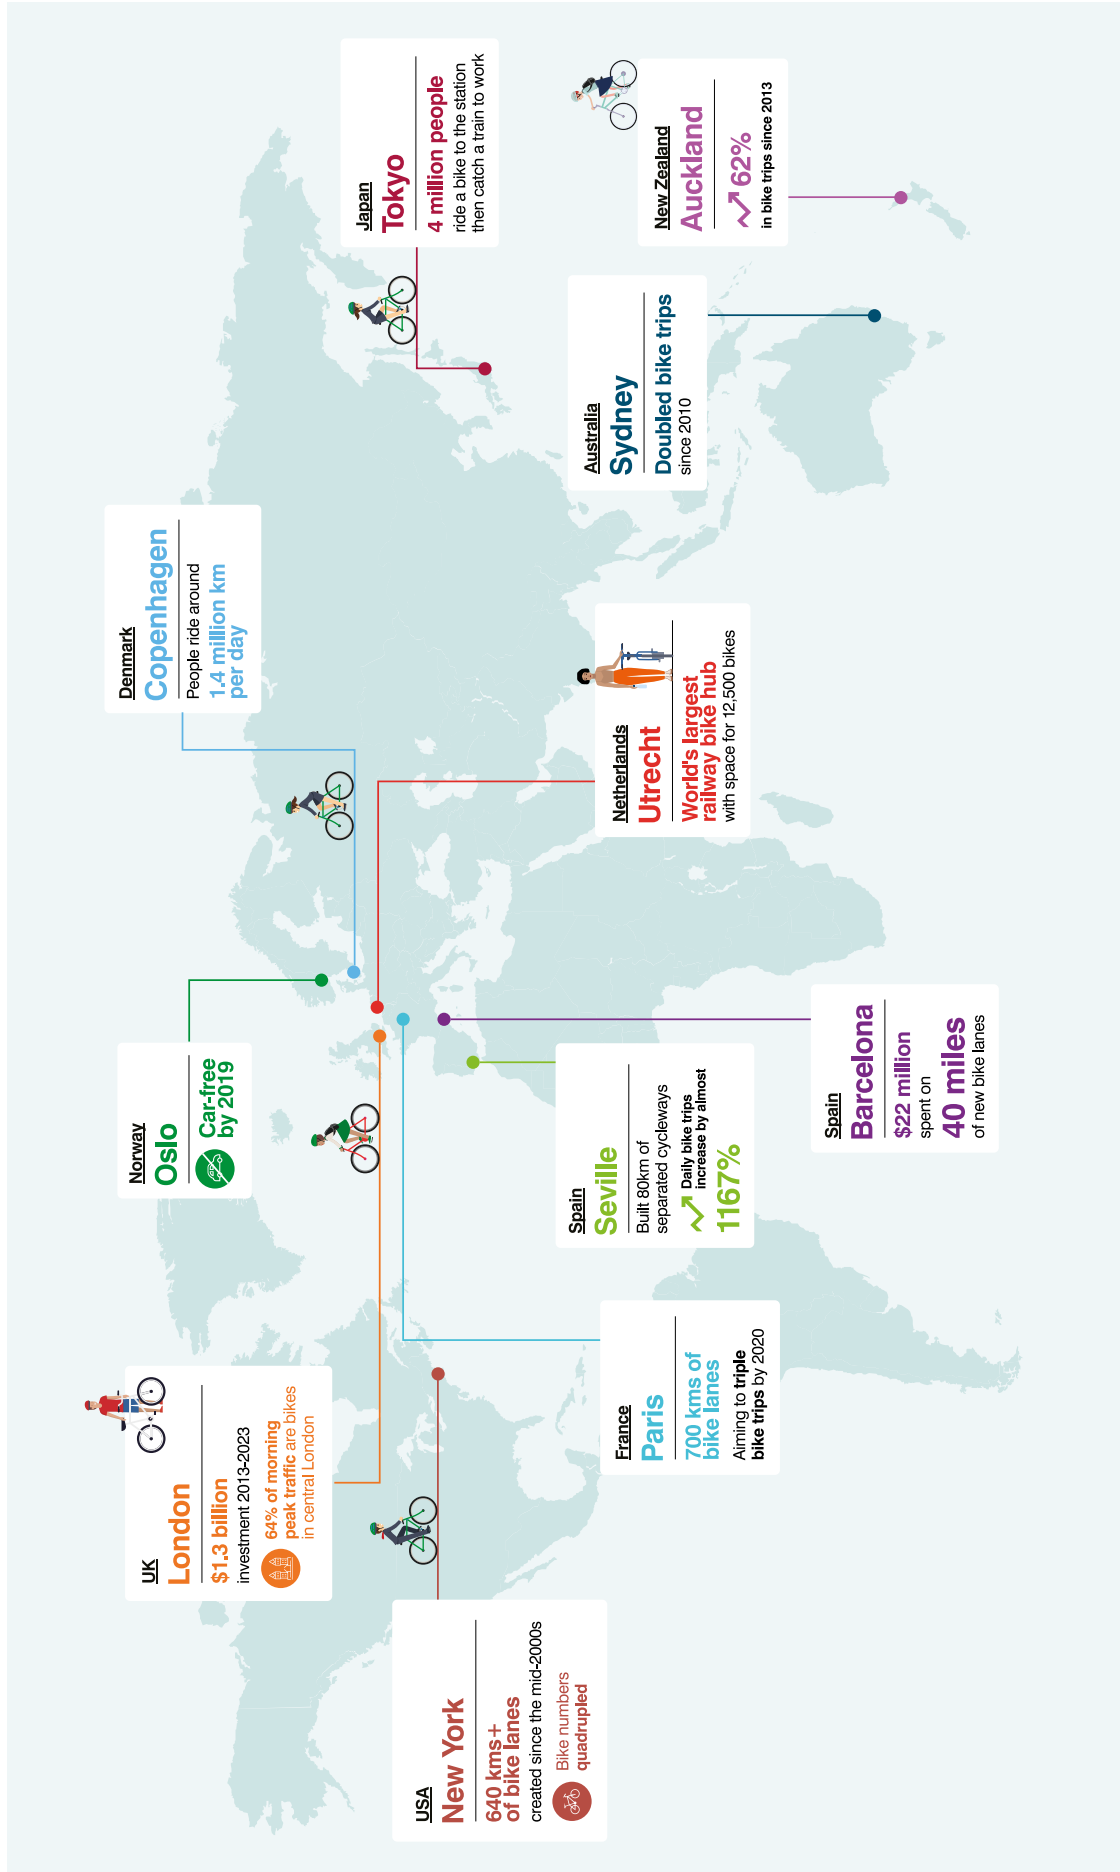 USA
New York
640 kms+
of bike lanes
created since the mid-2000s
Bike numbers
quadrupled
UK
London
$1.3 billion
investment 2013-2023
64% of morning
peak traffic are bikes
in central London
Norway
Oslo
Car-free
by 2019
Denmark
Copenhagen
People ride around
1.4 million km
per day
Japan
Tokyo
4 million people
ride a bike to the station
then catch a train to work
France
Paris
700 kms of
bike lanes
Aiming to triple
bike trips by 2020
Spain
Seville
Built 80km of
separated cycleways
Daily bike trips
increase by almost
1167%
Spain
Barcelona
$22 million
spent on
40 miles
of new bike lanes
Netherlands
Utrecht
World's largest
railway bike hub
with space for 12,500 bikes
Australia
Sydney
Doubled bike trips
since 2010
New Zealand
Auckland
62%
in bike trips since 2013